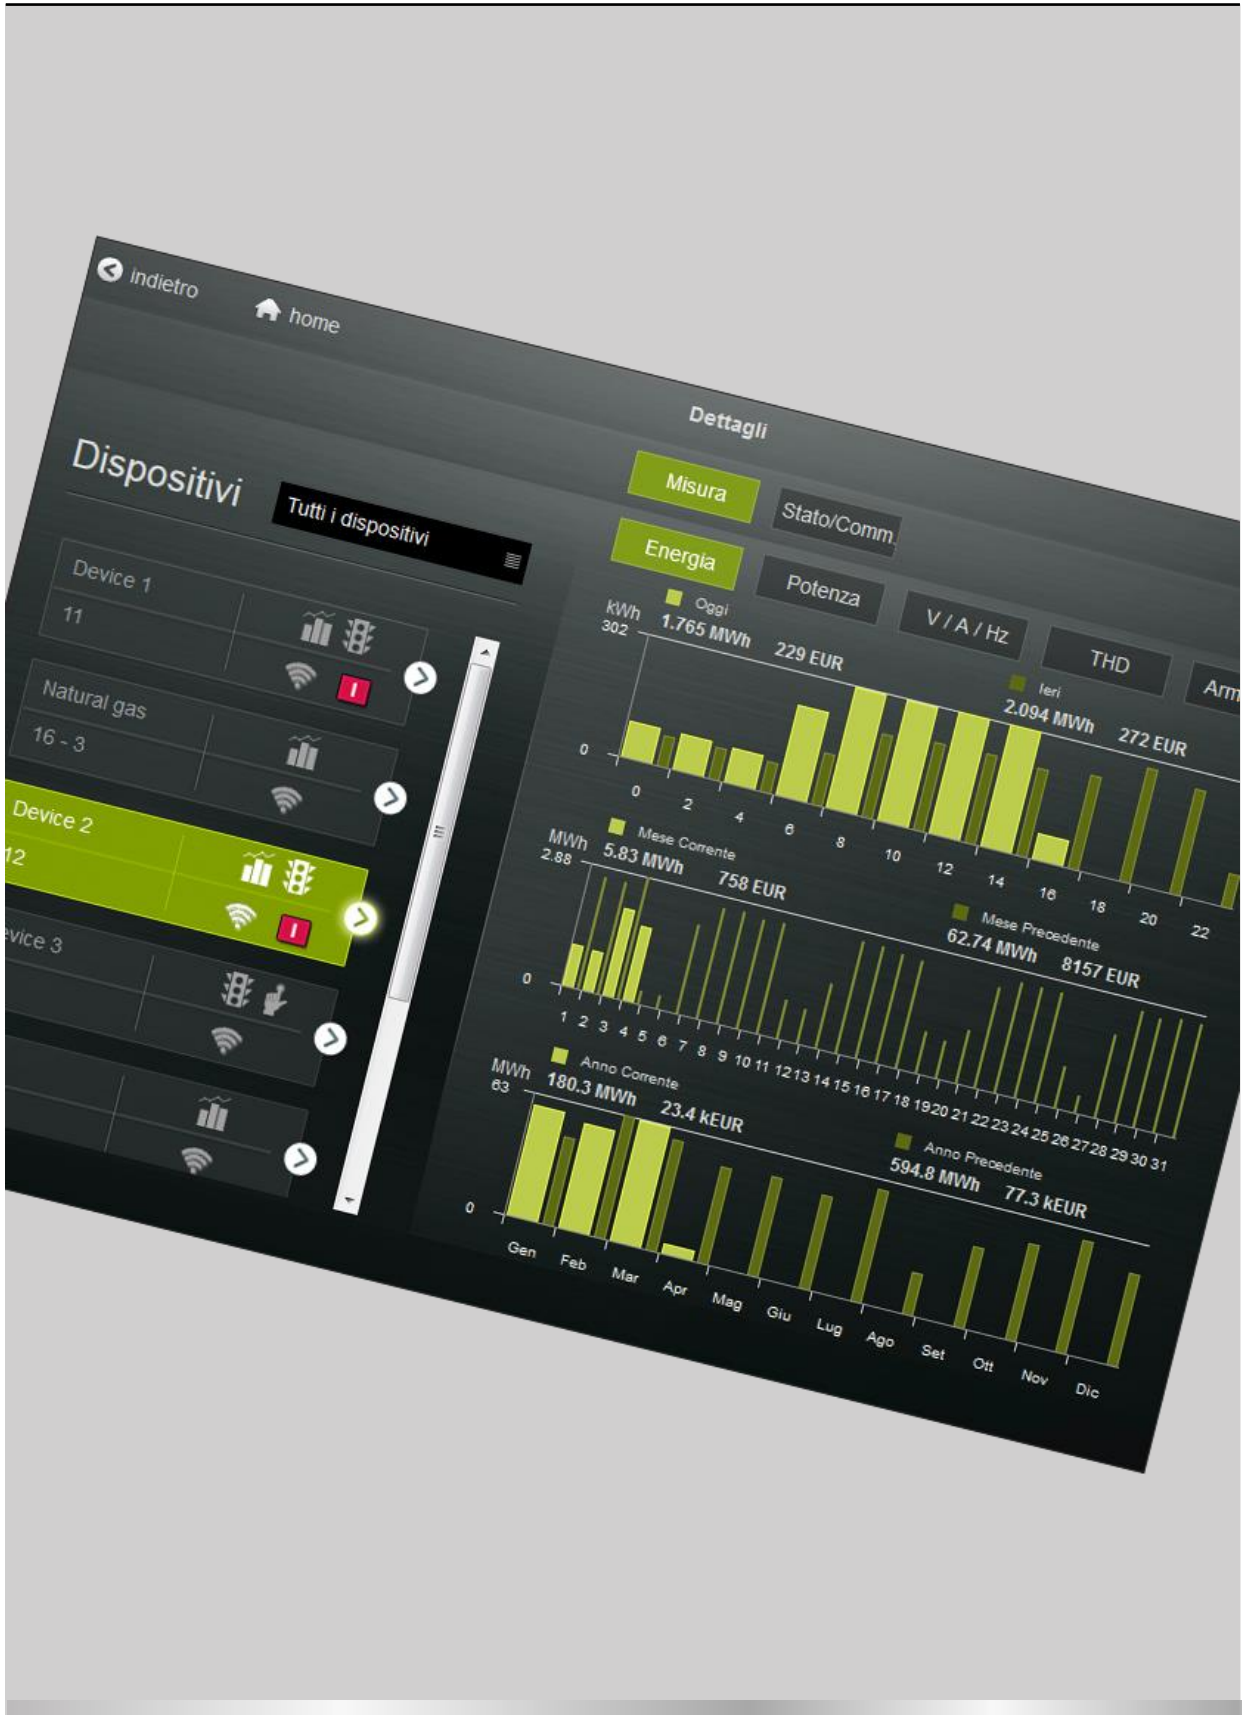 indietro
home
Dettagli
Dispositivi
Tutti i dispositivi
Device 1
11
Natural gas
16 - 3
Device 2
12
evice 3
Misura
Stato/Comm.
Energia
Potenza
V / A / Hz
THD
Arm
kWh
302
Oggi
1.765 MWh 229 EUR
Ieri
2.094 MWh 272 EUR
0
0 2 4 6 8 10 12 14 16 18 20 22
MWh
2.88
Mese Corrente
5.83 MWh 758 EUR
Mese Precedente
62.74 MWh 8157 EUR
0
1 2 3 4 5 6 7 8 9 10 11 12 13 14 15 16 17 18 19 20 21 22 23 24 25 26 27 28 29 30 31
MWh
63
Anno Corrente
180.3 MWh 23.4 kEUR
Anno Precedente
594.8 MWh 77.3 kEUR
0
Gen Feb Mar Apr Mag Giu Lug Ago Set Ott Nov Dic